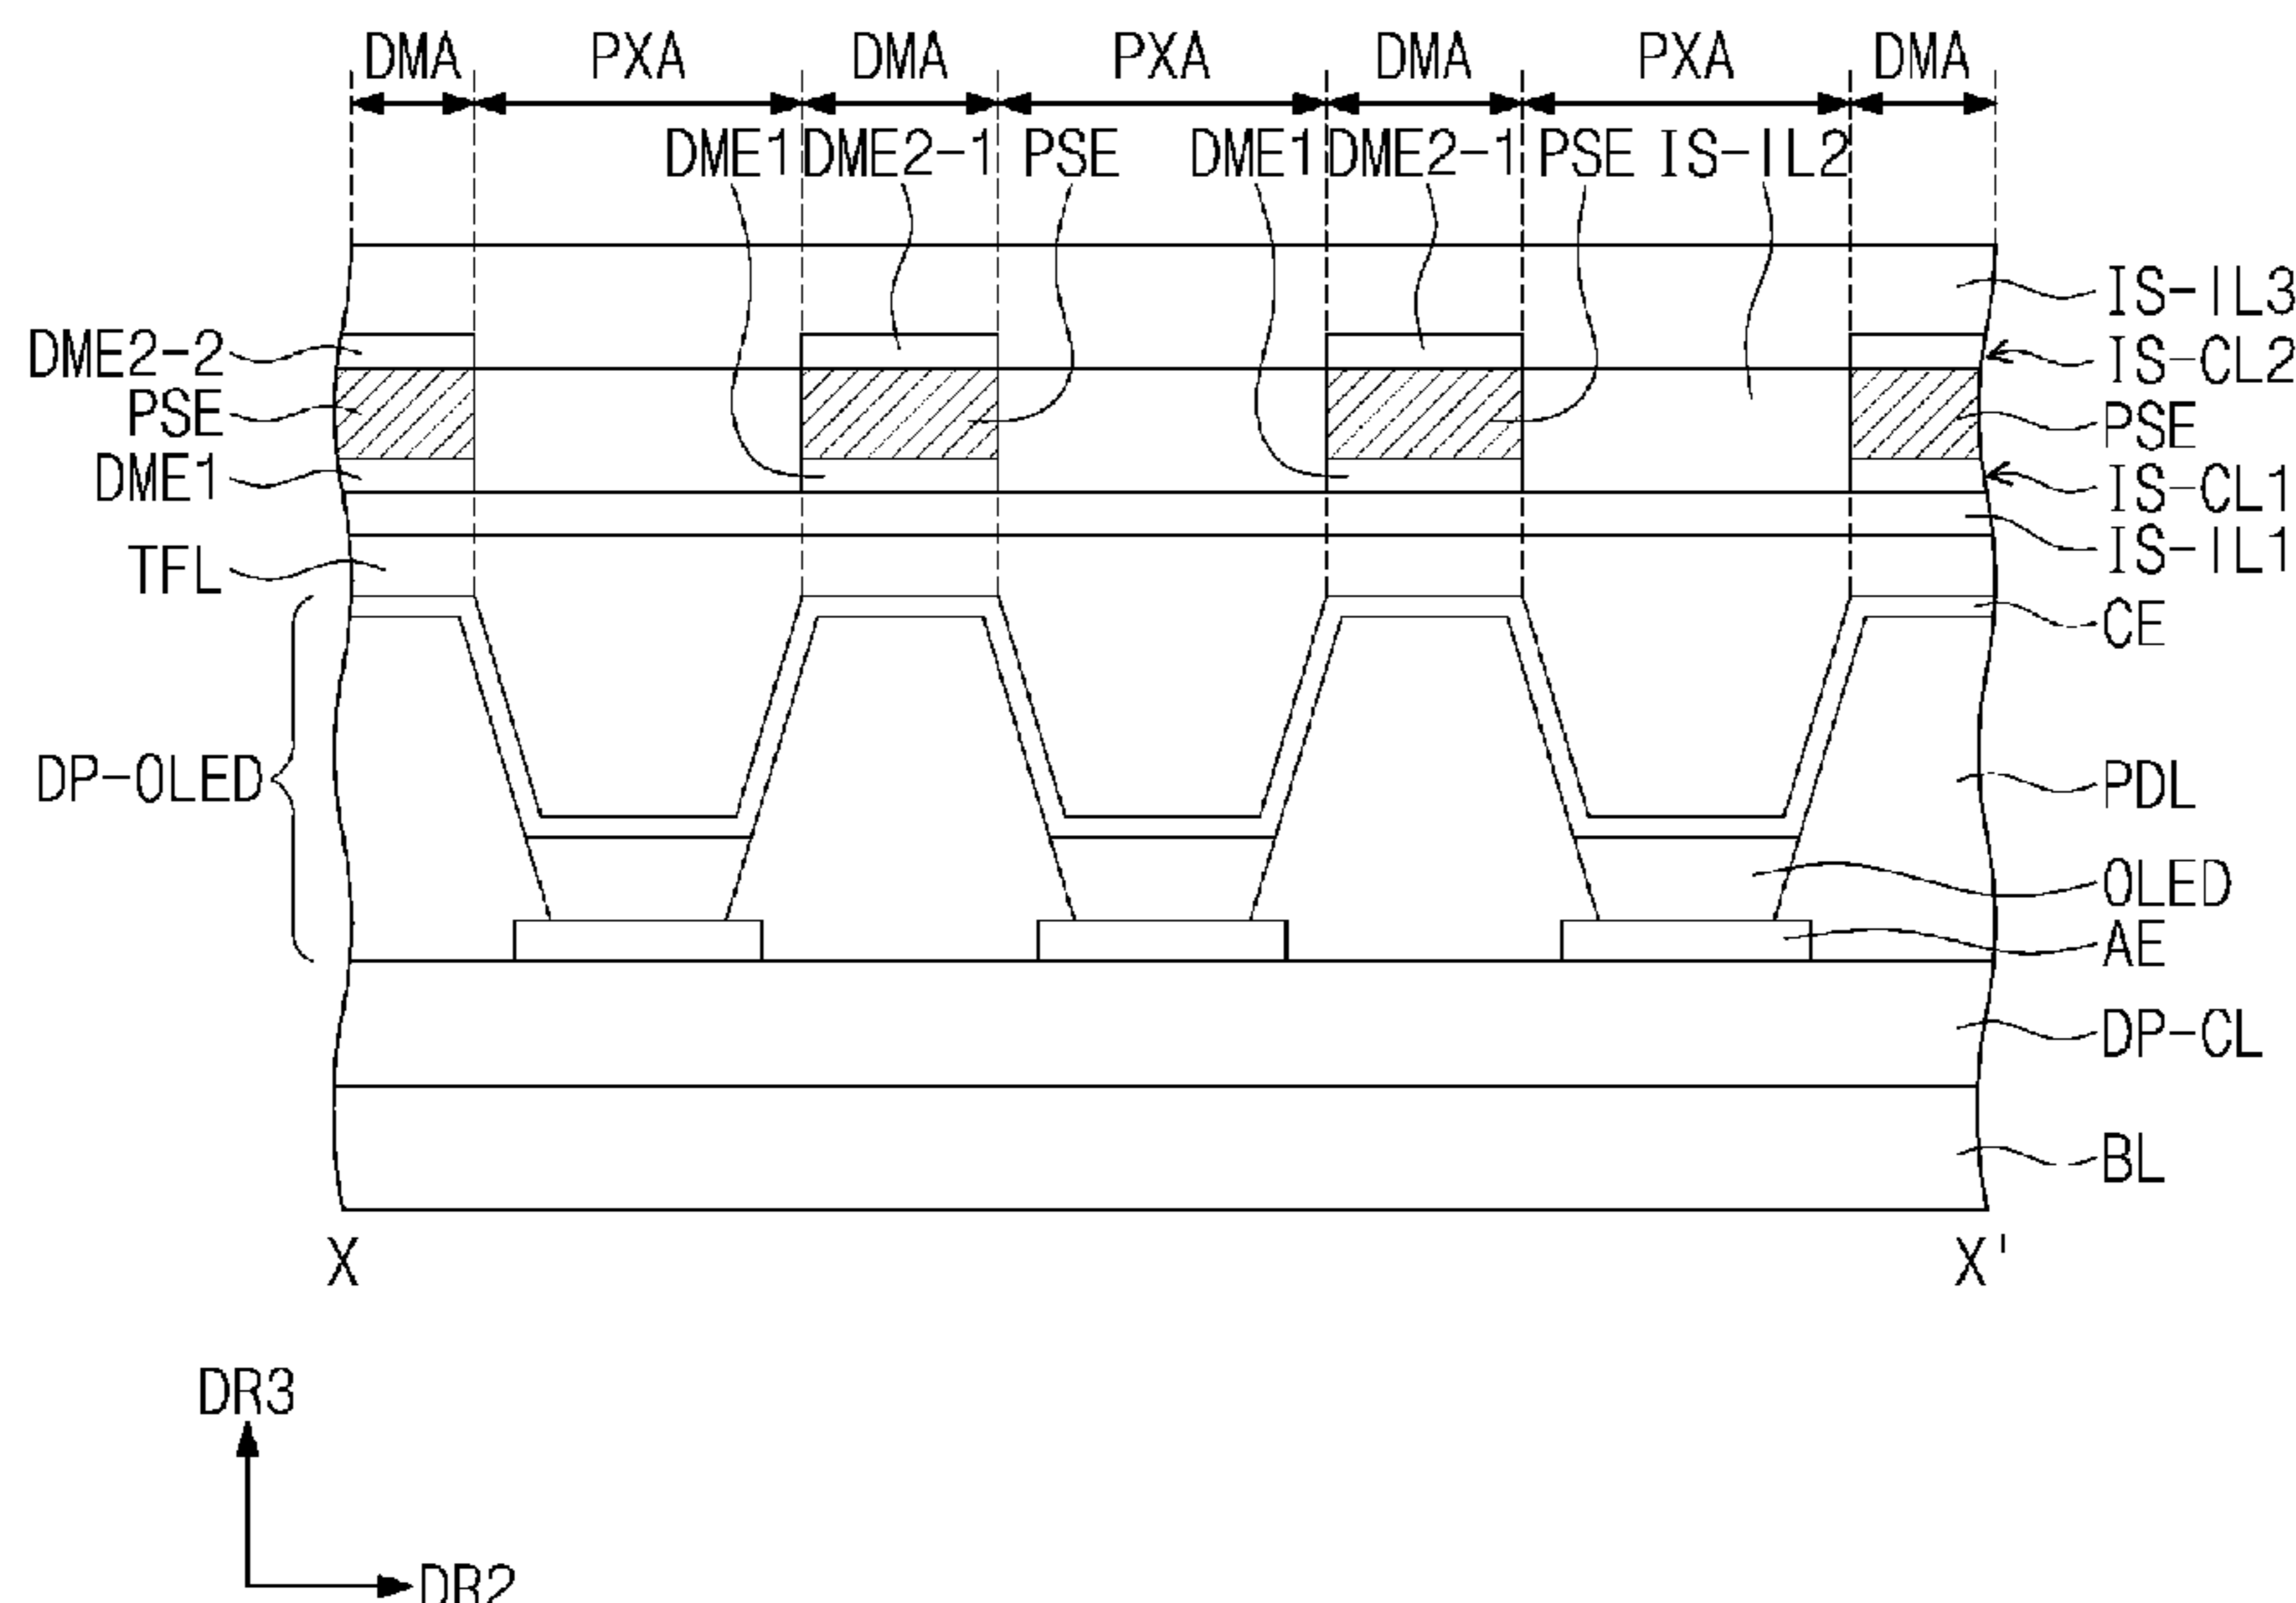 DMA PXA DMA PXA DMA PXA DMA
DME1 DME2-1 PSE DME1 DME2-1 PSE IS-IL2
IS-IL3
DME2-2 IS-CL2
PSE PSE
DME1 IS-CL1
IS-IL1
TFL
CE
DP-OLED PDL
OLED
AE
DP-CL
BL
X X'
DR3
DR2